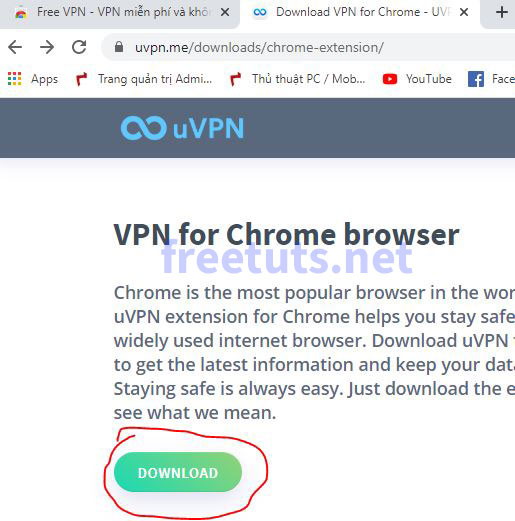 Free VPN - VPN miễn phí và khôn
Download VPN for Chrome - UV
uvpn.me/downloads/chrome-extension/
Apps
Trang quản trị Admi...
Thủ thuật PC / Mob...
YouTube
Face
uVPN
VPN for Chrome browser
freetuts.net
Chrome is the most popular browser in the wor
uVPN extension for Chrome helps you stay safe
widely used internet browser. Download uVPN
to get the latest information and keep your data
Staying safe is always easy. Just download the e
see what we mean.
DOWNLOAD